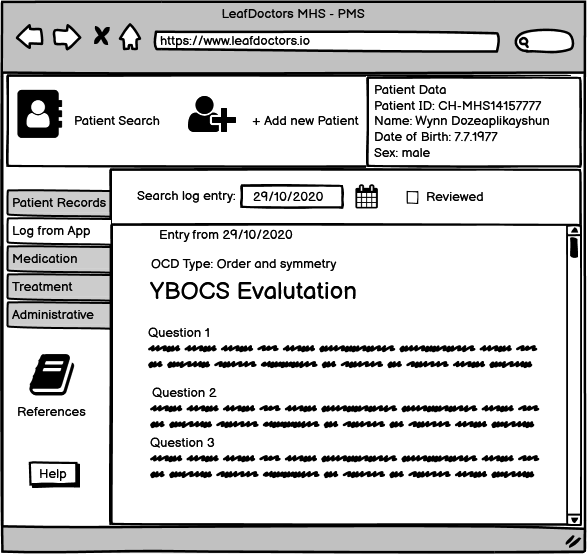 LeafDoctors MHS - PMS
https://www.leafdoctors.io
Patient Search
+ Add new Patient
Patient Data
Patient ID: CH-MHS14157777
Name: Wynn Dozeaplikayshun
Date of Birth: 7.7.1977
Sex: male
Patient Records
Log from App
Medication
Treatment
Administrative
References
Help
Search log entry: 29/10/2020
Reviewed
Entry from 29/10/2020
OCD Type: Order and symmetry
YBOCS Evalutation
Question 1
Question 2
Question 3